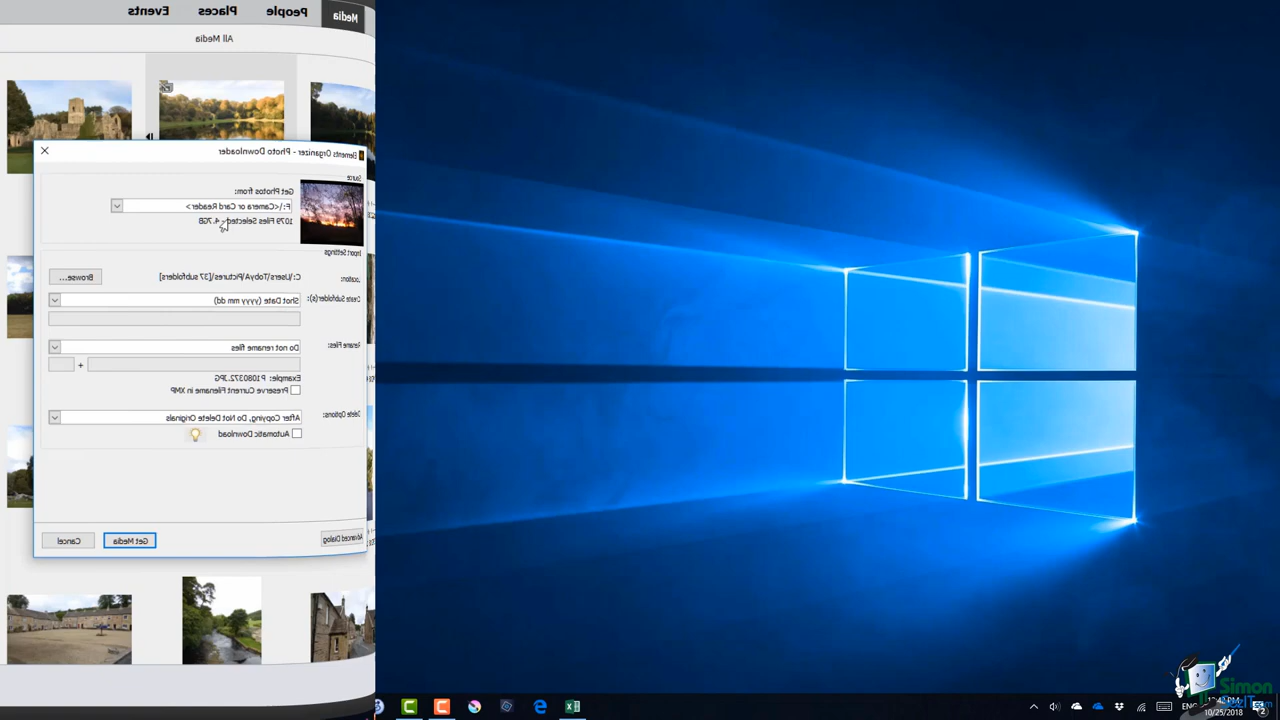 Media
People
Places
Events
All Media
Elements Organizer - Photo Downloader
Source
Get Photos from:
F:\<Camera or Card Reader>
1079 Files Selected - 4.7GB
Import Settings
Location:
C:\Users\TobyA\Pictures\[37 subfolders]
Browse...
Create Subfolder(s):
Shot Date (yyyy mm dd)
Rename Files:
Do not rename files
+
Example: P1080372.JPG
Preserve Current Filename in XMP
Delete Options:
After Copying, Do Not Delete Originals
Automatic Download
Advanced Dialog
Get Media
Cancel
ENG
10/25/2018
Simon